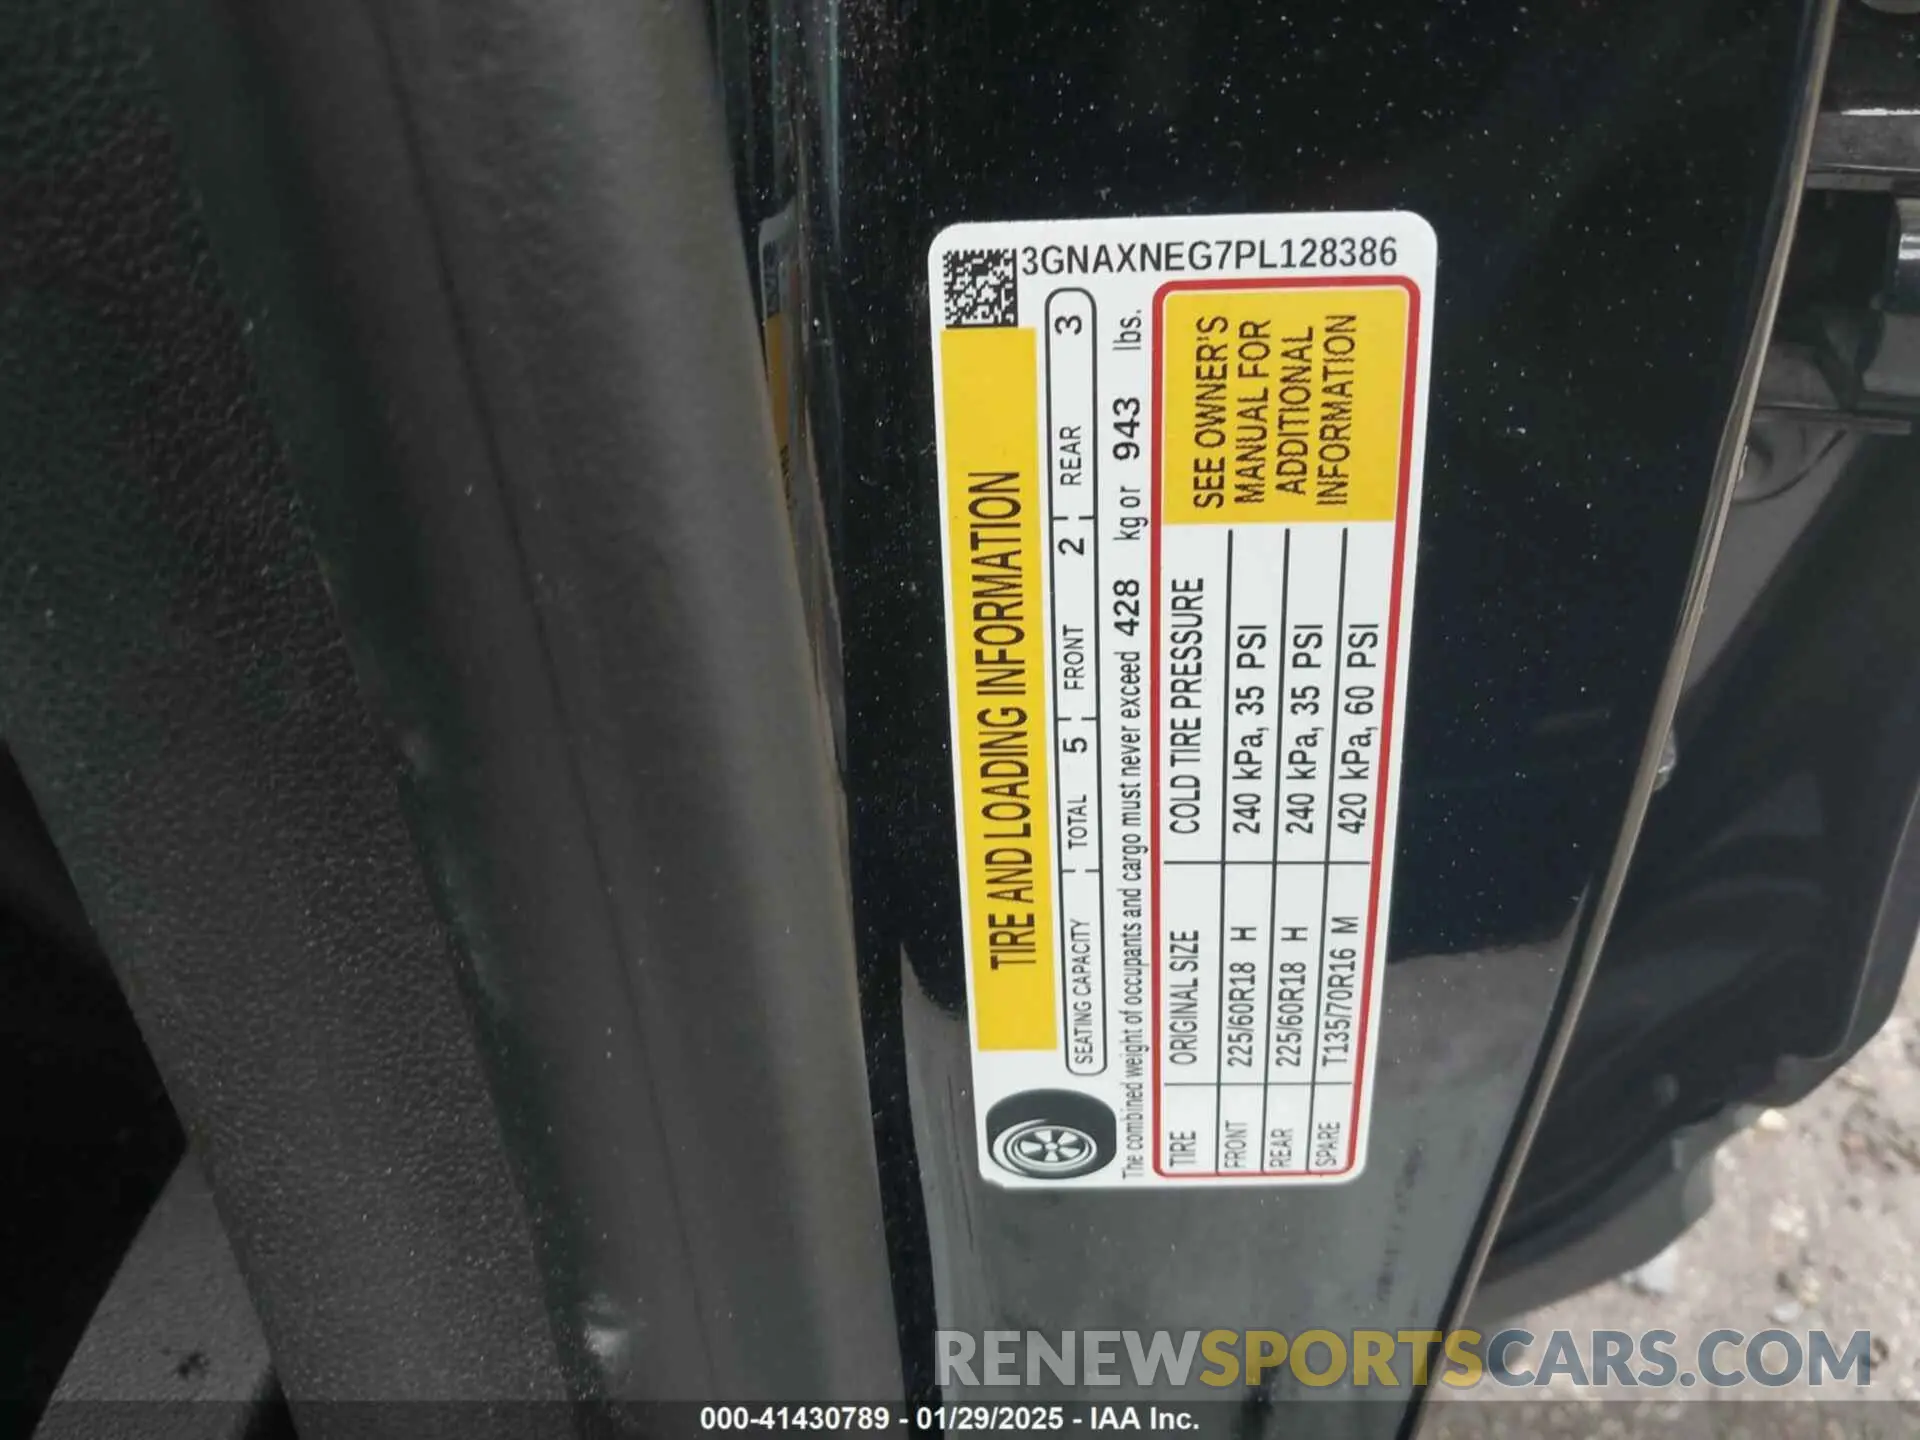 3GNAXNEG7PL128386
TIRE AND LOADING INFORMATION
SEATING CAPACITY TOTAL 5 FRONT 2 REAR 3
The combined weight of occupants and cargo must never exceed 428 kg or 943 lbs.
TIRE ORIGINAL SIZE COLD TIRE PRESSURE
FRONT 225/60R18 H 240 kPa, 35 PSI
REAR 225/60R18 H 240 kPa, 35 PSI
SPARE T135/70R16 M 420 kPa, 60 PSI
SEE OWNER'S
MANUAL FOR
ADDITIONAL
INFORMATION
RENEWSPORTSCARS.COM
000-41430789 - 01/29/2025 - IAA Inc.